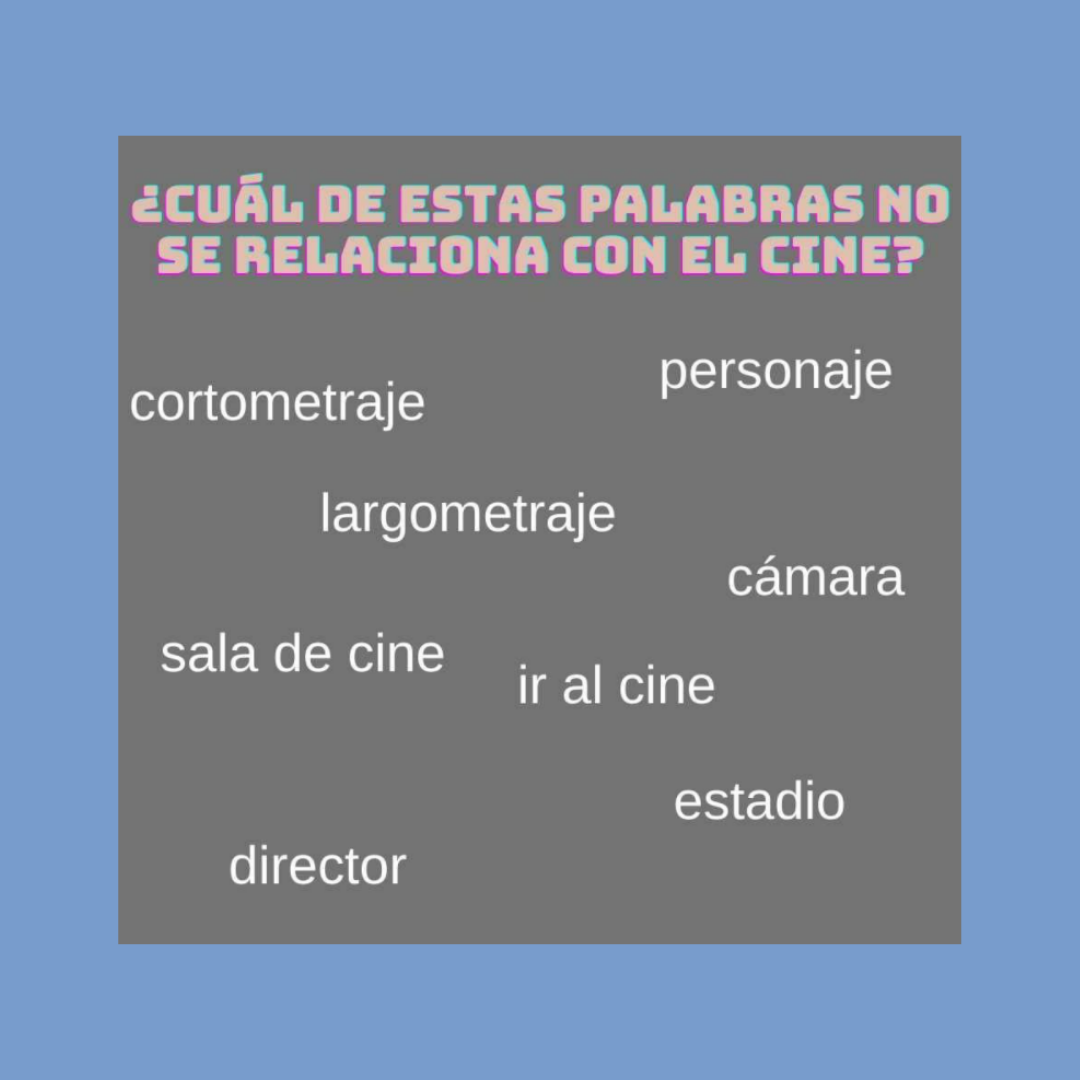 ¿CUÁL DE ESTAS PALABRAS NO
SE RELACIONA CON EL CINE?
personaje
cortometraje
largometraje
cámara
sala de cine
ir al cine
estadio
director